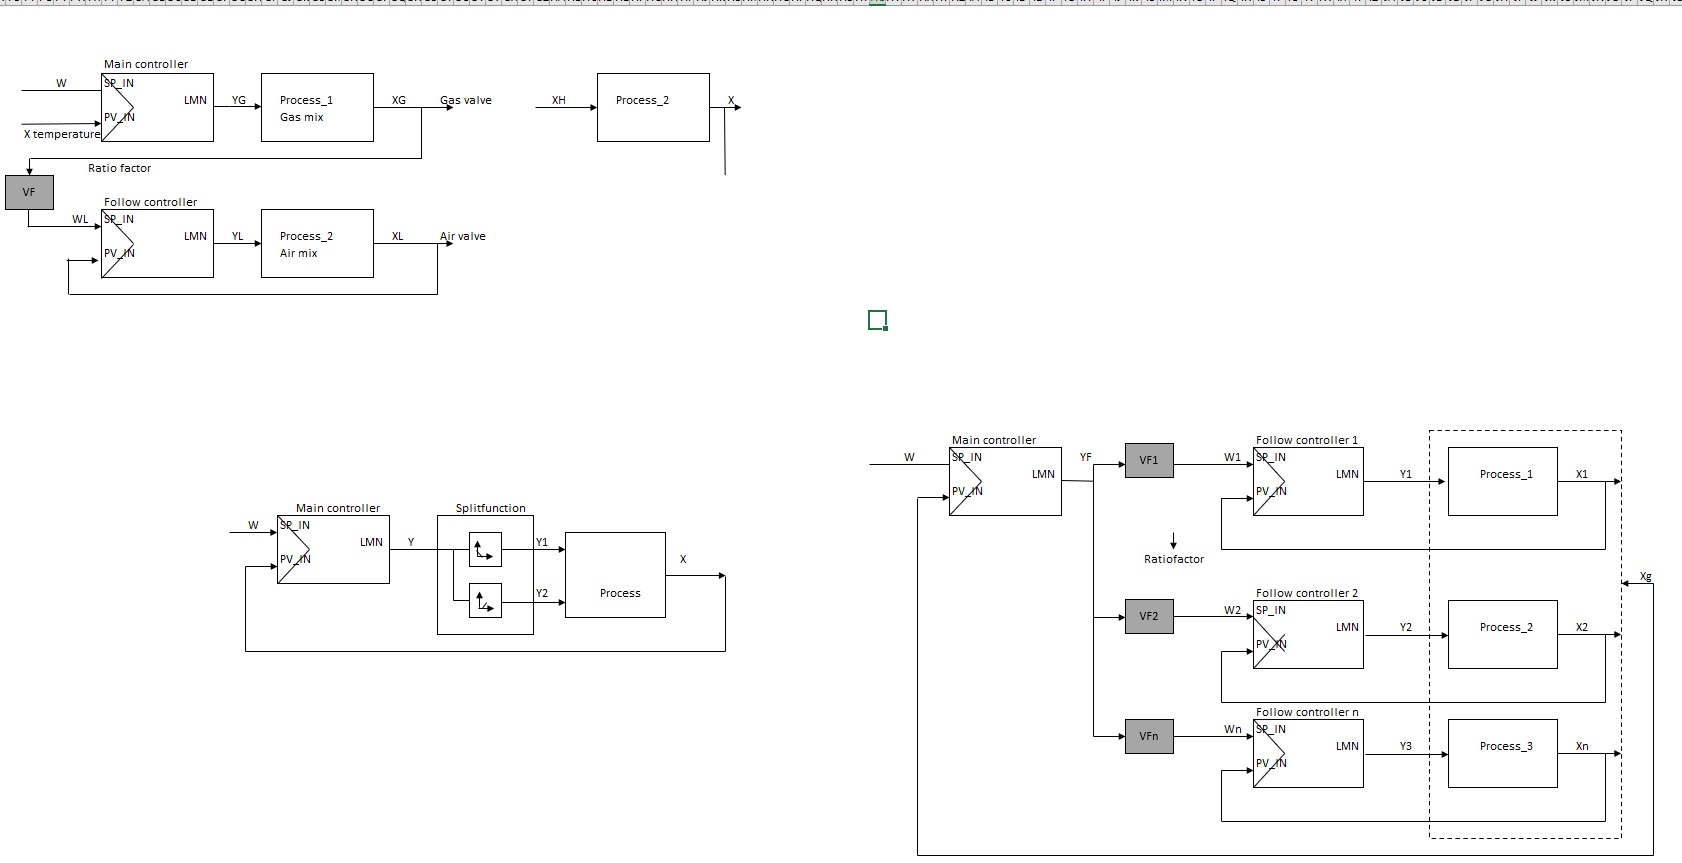 Main controller
W
SP_IN
LMN
YG
Process_1
Gas mix
XG
Gas valve
PV_IN
X temperature
XH
Process_2
X
Ratio factor
VF
Follow controller
WL
SP_IN
LMN
YL
Process_2
Air mix
XL
Air valve
PV_IN
Main controller
W
SP_IN
LMN
PV_IN
Y
Splitfunction
Y1
Y2
Process
X
Main controller
W
SP_IN
LMN
PV_IN
YF
VF1
W1
Follow controller 1
SP_IN
LMN
PV_IN
Y1
Process_1
X1
Ratiofactor
Xg
VF2
W2
Follow controller 2
SP_IN
LMN
PV_IN
Y2
Process_2
X2
VFn
Wn
Follow controller n
SP_IN
LMN
PV_IN
Y3
Process_3
Xn